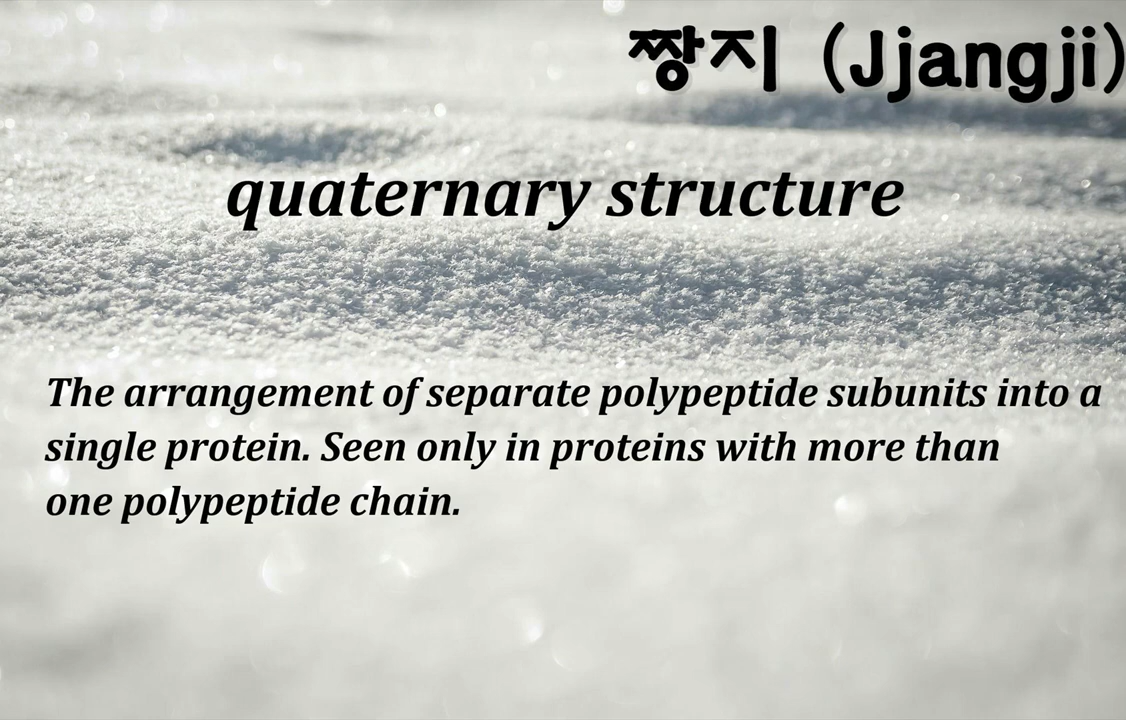 짱지 (Jjangji)
quaternary structure
The arrangement of separate polypeptide subunits into a
single protein. Seen only in proteins with more than
one polypeptide chain.